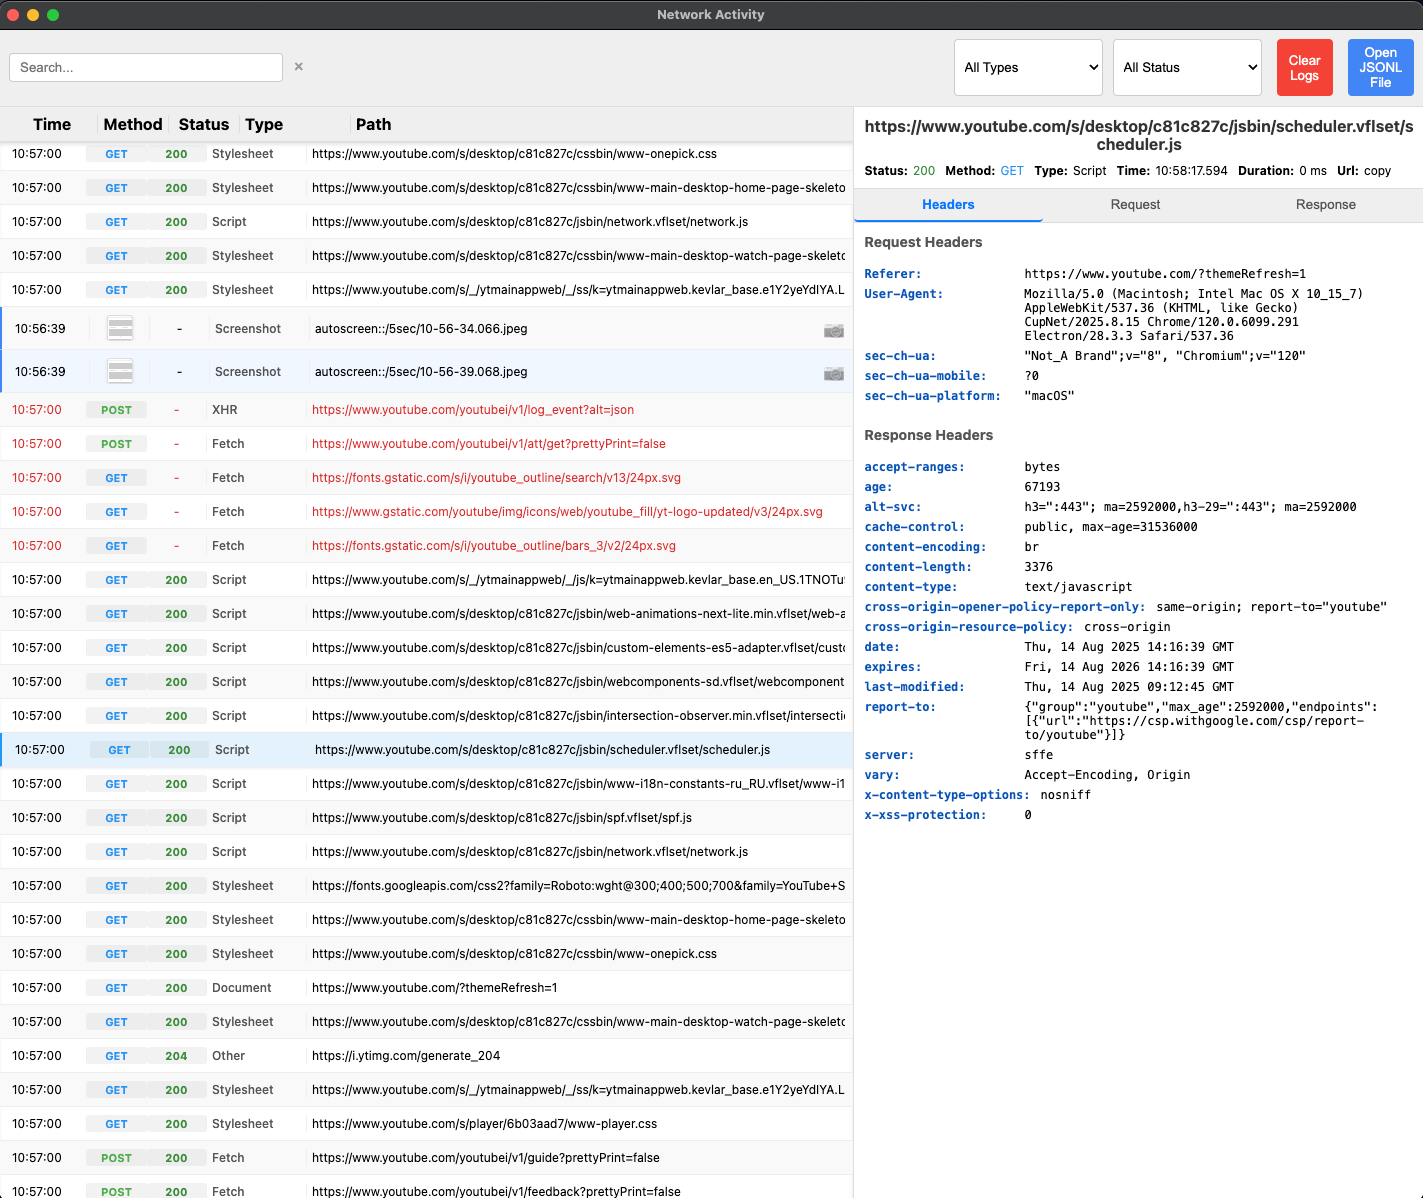 Network Activity
Search...
×
All Types
All Status
Clear
Logs
Open
JSONL
File
Time Method Status Type Path
10:57:00 GET 200 Stylesheet https://www.youtube.com/s/desktop/c81c827c/cssbin/www-onepick.css
10:57:00 GET 200 Stylesheet https://www.youtube.com/s/desktop/c81c827c/cssbin/www-main-desktop-home-page-skeleto
10:57:00 GET 200 Script https://www.youtube.com/s/desktop/c81c827c/jsbin/network.vflset/network.js
10:57:00 GET 200 Stylesheet https://www.youtube.com/s/desktop/c81c827c/cssbin/www-main-desktop-watch-page-skeleto
10:57:00 GET 200 Stylesheet https://www.youtube.com/s/_/ytmainappweb/_/ss/k=ytmainappweb.kevlar_base.e1Y2yeYdIYA.L
10:56:39 - Screenshot autoscreen::/5sec/10-56-34.066.jpeg
10:56:39 - Screenshot autoscreen::/5sec/10-56-39.068.jpeg
10:57:00 POST - XHR https://www.youtube.com/youtubei/v1/log_event?alt=json
10:57:00 POST - Fetch https://www.youtube.com/youtubei/v1/att/get?prettyPrint=false
10:57:00 GET - Fetch https://fonts.gstatic.com/s/i/youtube_outline/search/v13/24px.svg
10:57:00 GET - Fetch https://www.gstatic.com/youtube/img/icons/web/youtube_fill/yt-logo-updated/v3/24px.svg
10:57:00 GET - Fetch https://fonts.gstatic.com/s/i/youtube_outline/bars_3/v2/24px.svg
10:57:00 GET 200 Script https://www.youtube.com/s/_/ytmainappweb/_/js/k=ytmainappweb.kevlar_base.en_US.1TNOTu
10:57:00 GET 200 Script https://www.youtube.com/s/desktop/c81c827c/jsbin/web-animations-next-lite.min.vflset/web-a
10:57:00 GET 200 Script https://www.youtube.com/s/desktop/c81c827c/jsbin/custom-elements-es5-adapter.vflset/custo
10:57:00 GET 200 Script https://www.youtube.com/s/desktop/c81c827c/jsbin/webcomponents-sd.vflset/webcomponent
10:57:00 GET 200 Script https://www.youtube.com/s/desktop/c81c827c/jsbin/intersection-observer.min.vflset/intersectio
10:57:00 GET 200 Script https://www.youtube.com/s/desktop/c81c827c/jsbin/scheduler.vflset/scheduler.js
10:57:00 GET 200 Script https://www.youtube.com/s/desktop/c81c827c/jsbin/www-i18n-constants-ru_RU.vflset/www-i1
10:57:00 GET 200 Script https://www.youtube.com/s/desktop/c81c827c/jsbin/spf.vflset/spf.js
10:57:00 GET 200 Script https://www.youtube.com/s/desktop/c81c827c/jsbin/network.vflset/network.js
10:57:00 GET 200 Stylesheet https://fonts.googleapis.com/css2?family=Roboto:wght@300;400;500;700&family=YouTube+S
10:57:00 GET 200 Stylesheet https://www.youtube.com/s/desktop/c81c827c/cssbin/www-main-desktop-home-page-skeleto
10:57:00 GET 200 Stylesheet https://www.youtube.com/s/desktop/c81c827c/cssbin/www-onepick.css
10:57:00 GET 200 Document https://www.youtube.com/?themeRefresh=1
10:57:00 GET 200 Stylesheet https://www.youtube.com/s/desktop/c81c827c/cssbin/www-main-desktop-watch-page-skeleto
10:57:00 GET 204 Other https://i.ytimg.com/generate_204
10:57:00 GET 200 Stylesheet https://www.youtube.com/s/_/ytmainappweb/_/ss/k=ytmainappweb.kevlar_base.e1Y2yeYdIYA.L
10:57:00 GET 200 Stylesheet https://www.youtube.com/s/player/6b03aad7/www-player.css
10:57:00 POST 200 Fetch https://www.youtube.com/youtubei/v1/guide?prettyPrint=false
10:57:00 POST 200 Fetch https://www.youtube.com/youtubei/v1/feedback?prettyPrint=false
https://www.youtube.com/s/desktop/c81c827c/jsbin/scheduler.vflset/s
cheduler.js
Status: 200 Method: GET Type: Script Time: 10:58:17.594 Duration: 0 ms Url: copy
Headers Request Response
Request Headers
Referer: https://www.youtube.com/?themeRefresh=1
User-Agent: Mozilla/5.0 (Macintosh; Intel Mac OS X 10_15_7)
AppleWebKit/537.36 (KHTML, like Gecko)
CupNet/2025.8.15 Chrome/120.0.6099.291
Electron/28.3.3 Safari/537.36
sec-ch-ua: "Not_A Brand";v="8", "Chromium";v="120"
sec-ch-ua-mobile: ?0
sec-ch-ua-platform: "macOS"
Response Headers
accept-ranges: bytes
age: 67193
alt-svc: h3=":443"; ma=2592000,h3-29=":443"; ma=2592000
cache-control: public, max-age=31536000
content-encoding: br
content-length: 3376
content-type: text/javascript
cross-origin-opener-policy-report-only: same-origin; report-to="youtube"
cross-origin-resource-policy: cross-origin
date: Thu, 14 Aug 2025 14:16:39 GMT
expires: Fri, 14 Aug 2026 14:16:39 GMT
last-modified: Thu, 14 Aug 2025 09:12:45 GMT
report-to: {"group":"youtube","max_age":2592000,"endpoints":
[{"url":"https://csp.withgoogle.com/csp/report-
to/youtube"}]}
server: sffe
vary: Accept-Encoding, Origin
x-content-type-options: nosniff
x-xss-protection: 0